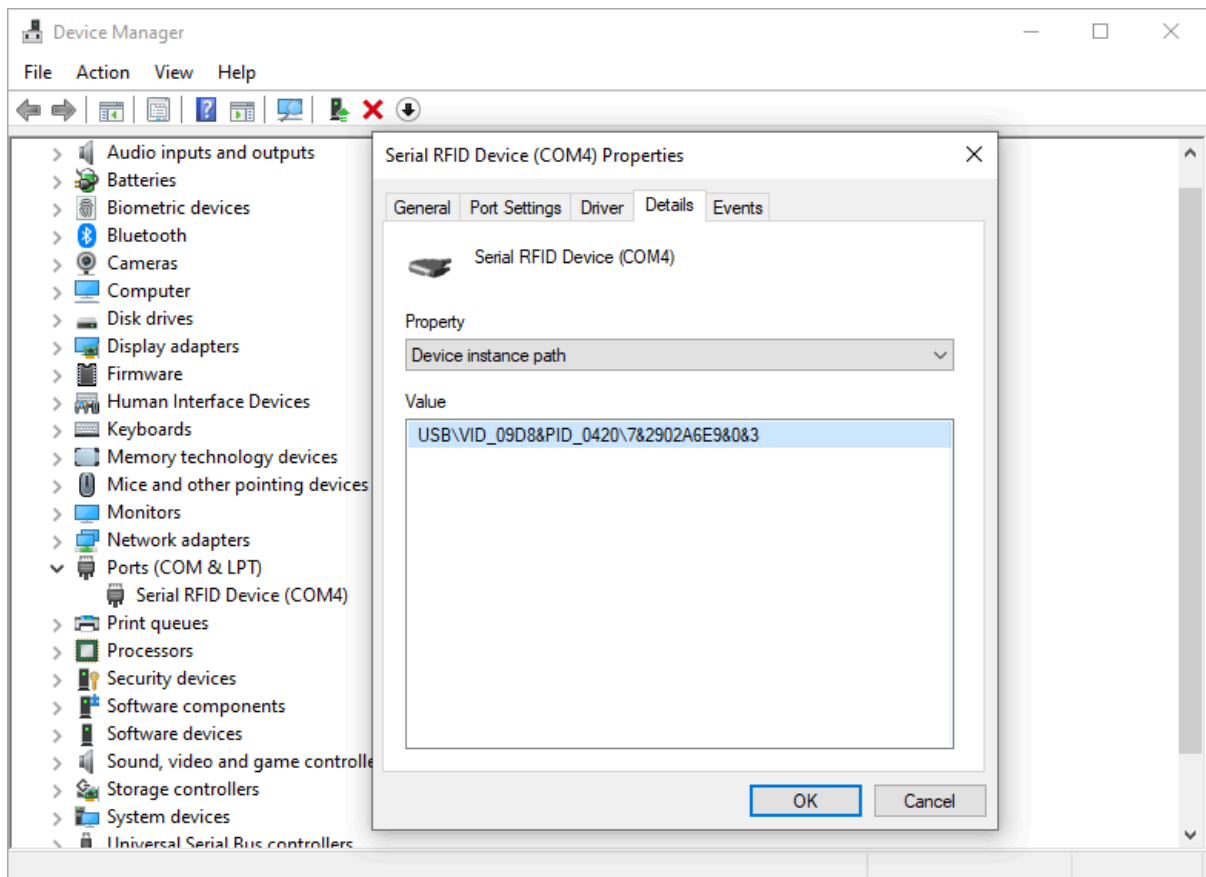 Device Manager
File Action View Help
Audio inputs and outputs
Batteries
Biometric devices
Bluetooth
Cameras
Computer
Disk drives
Display adapters
Firmware
Human Interface Devices
Keyboards
Memory technology devices
Mice and other pointing devices
Monitors
Network adapters
Ports (COM & LPT)
Serial RFID Device (COM4)
Print queues
Processors
Security devices
Software components
Software devices
Sound, video and game controlle
Storage controllers
System devices
Universal Serial Bus controllers
Serial RFID Device (COM4) Properties
General Port Settings Driver Details Events
Serial RFID Device (COM4)
Property
Device instance path
Value
USB\VID_09D8&PID_0420\7&2902A6E9&0&3
OK Cancel